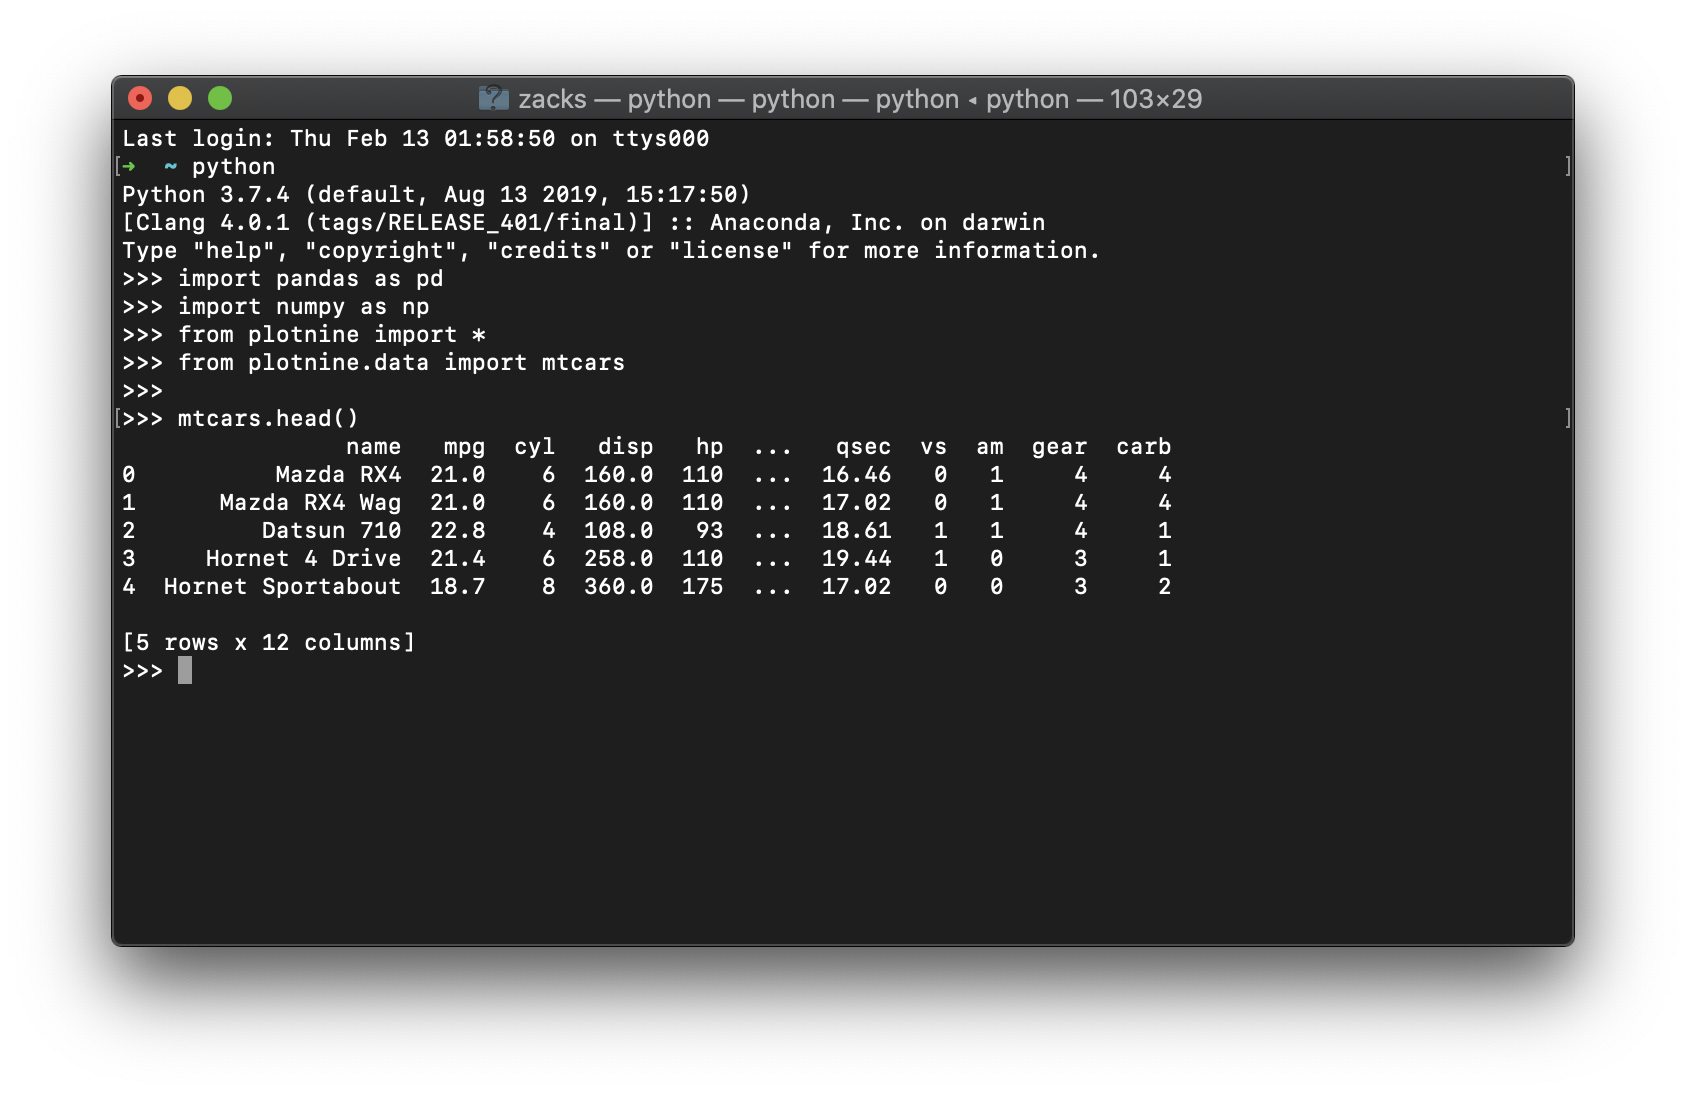 zacks — python — python — python ◂ python — 103×29
Last login: Thu Feb 13 01:58:50 on ttys000
[➜  ~ python ]
Python 3.7.4 (default, Aug 13 2019, 15:17:50)
[Clang 4.0.1 (tags/RELEASE_401/final)] :: Anaconda, Inc. on darwin
Type "help", "copyright", "credits" or "license" for more information.
>>> import pandas as pd
>>> import numpy as np
>>> from plotnine import *
>>> from plotnine.data import mtcars
>>>
[>>> mtcars.head() ]
                name   mpg  cyl   disp   hp  ...   qsec  vs  am  gear  carb
0          Mazda RX4  21.0    6  160.0  110  ...  16.46   0   1     4     4
1      Mazda RX4 Wag  21.0    6  160.0  110  ...  17.02   0   1     4     4
2         Datsun 710  22.8    4  108.0   93  ...  18.61   1   1     4     1
3     Hornet 4 Drive  21.4    6  258.0  110  ...  19.44   1   0     3     1
4  Hornet Sportabout  18.7    8  360.0  175  ...  17.02   0   0     3     2
[5 rows x 12 columns]
>>>